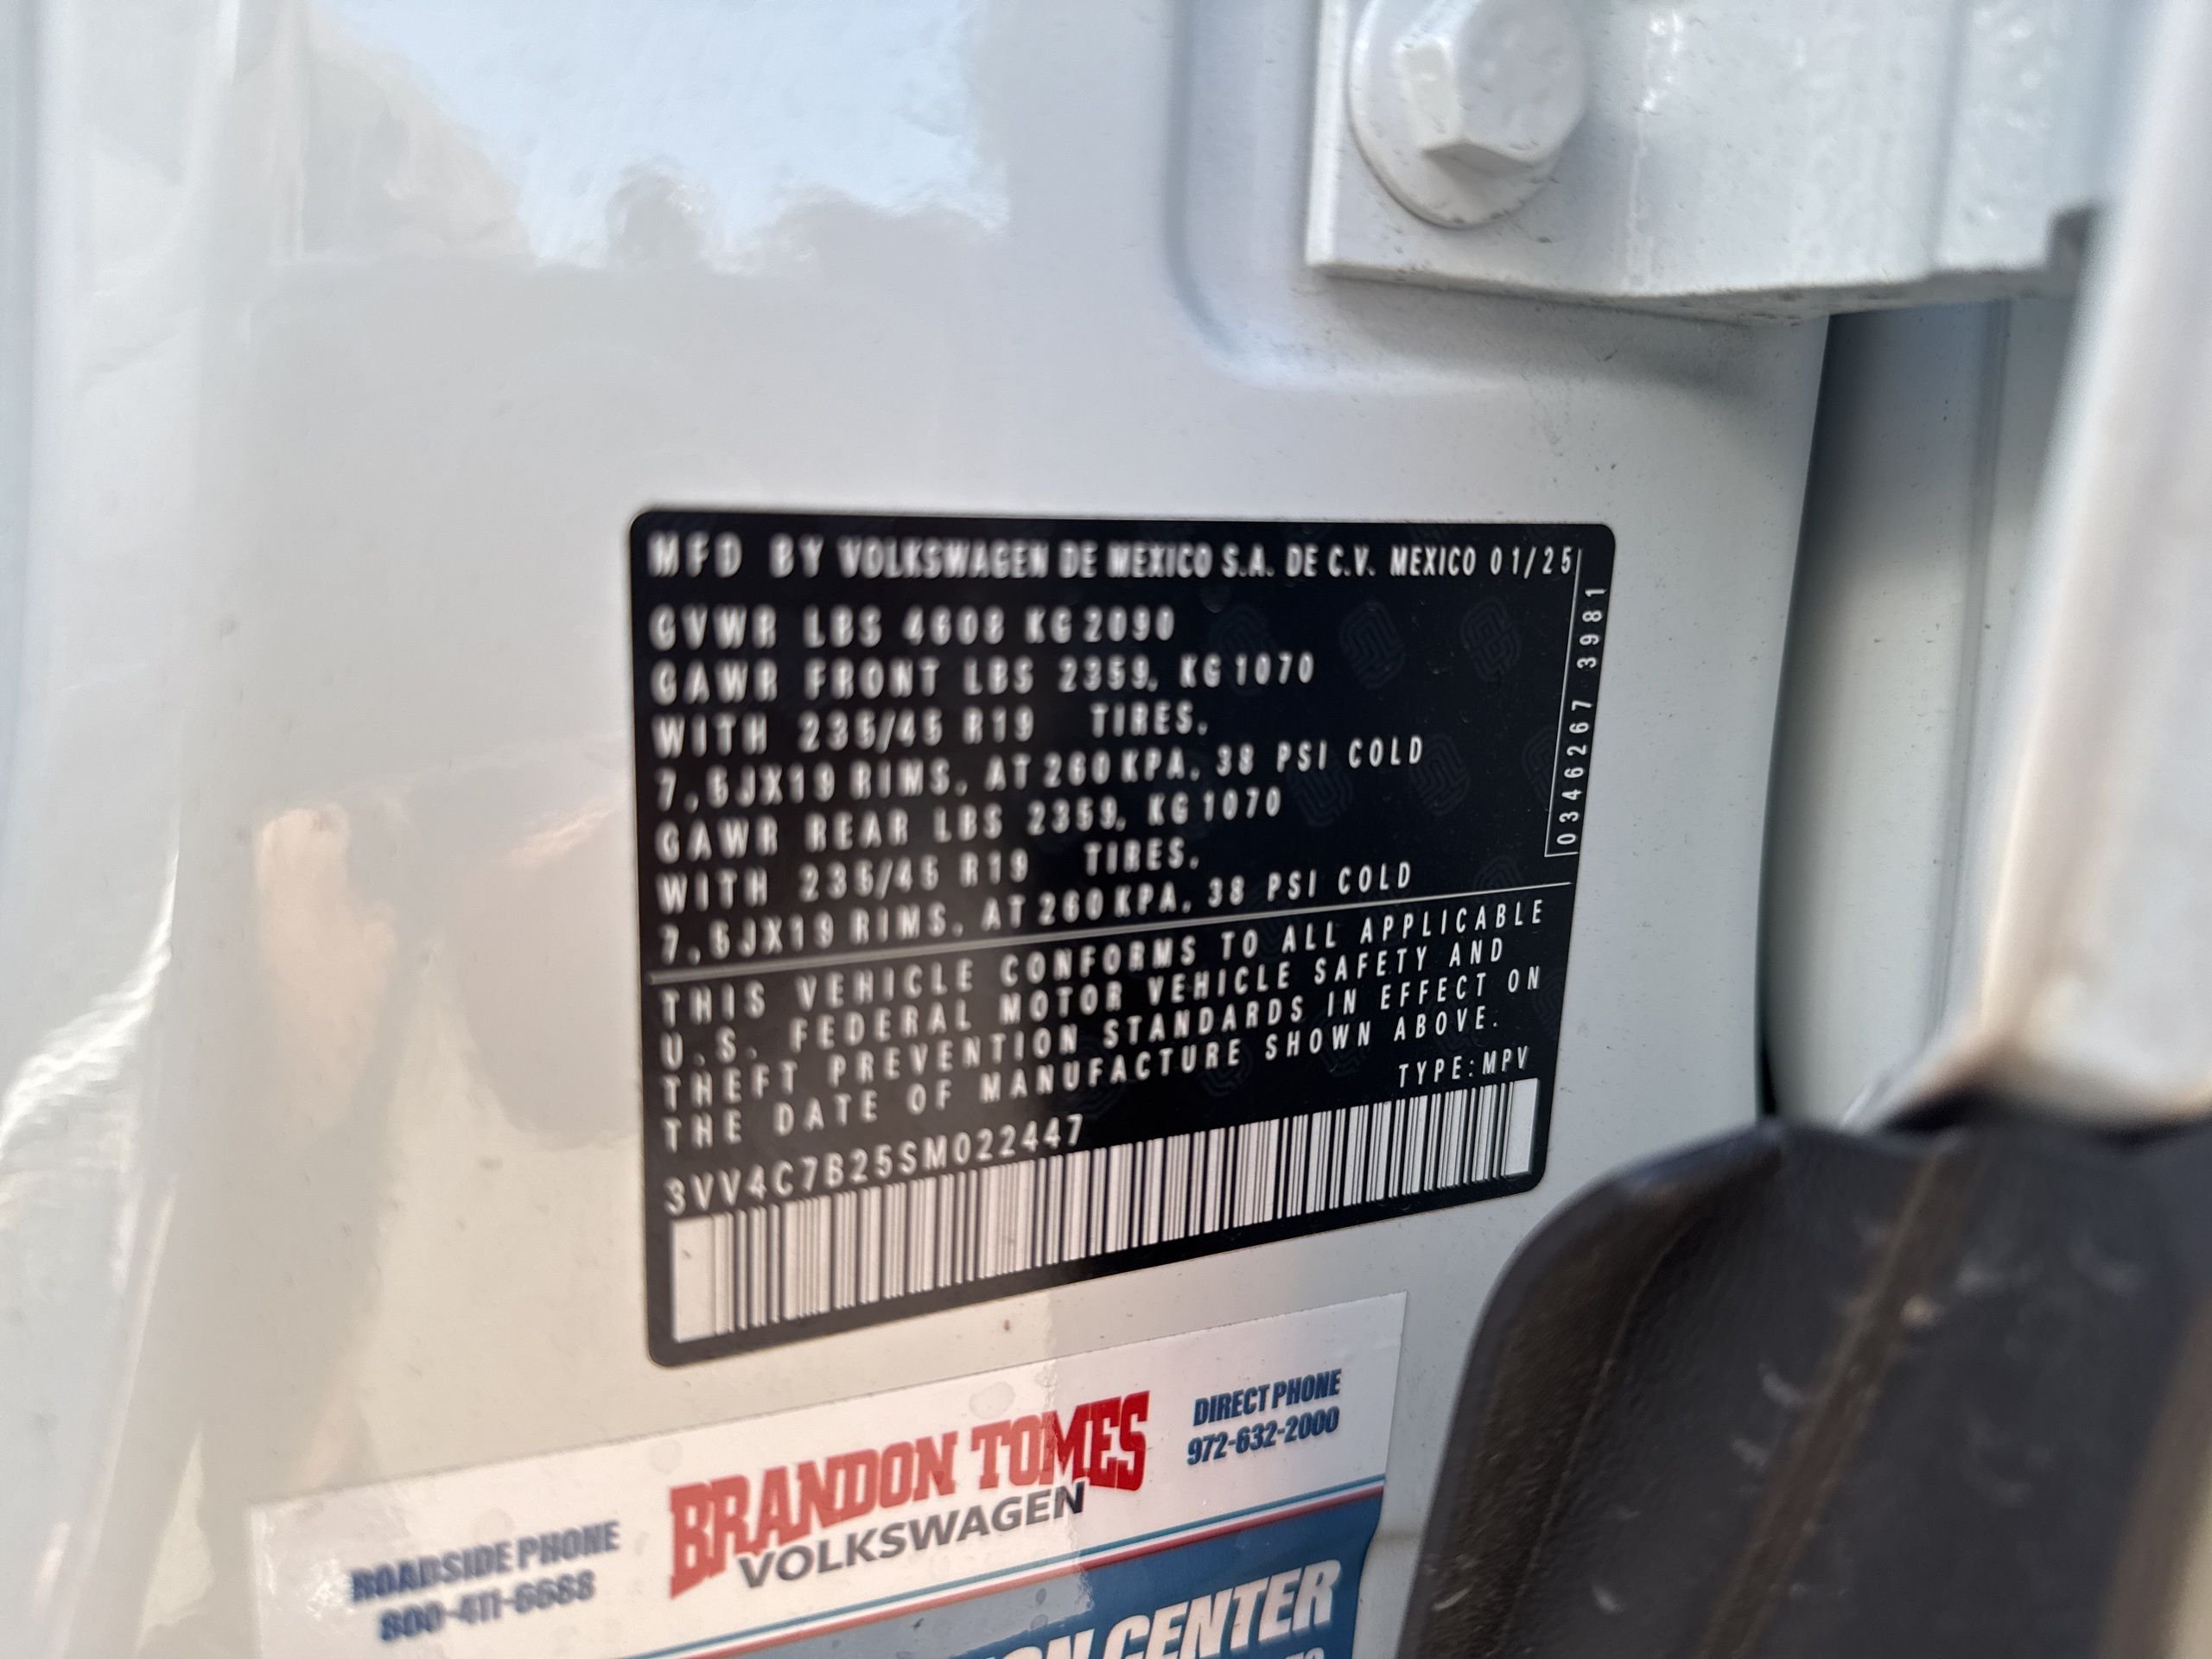 MFD BY VOLKSWAGEN DE MEXICO S.A. DE C.V. MEXICO 01/25
GVWR LBS 4608 KG 2090
GAWR FRONT LBS 2359, KG 1070
WITH 235/45 R19 TIRES,
7,5JX19 RIMS, AT 260 KPA, 38 PSI COLD
GAWR REAR LBS 2359, KG 1070
WITH 235/45 R19 TIRES,
7,5JX19 RIMS, AT 260 KPA, 38 PSI COLD
0346267 3981
THIS VEHICLE CONFORMS TO ALL APPLICABLE
U.S. FEDERAL MOTOR VEHICLE SAFETY AND
THEFT PREVENTION STANDARDS IN EFFECT ON
THE DATE OF MANUFACTURE SHOWN ABOVE.
TYPE: MPV
3VV4C7B25SM022447
BRANDON TOMES
VOLKSWAGEN
DIRECT PHONE
972-632-2000
ROADSIDE PHONE
800-411-6688
CENTER